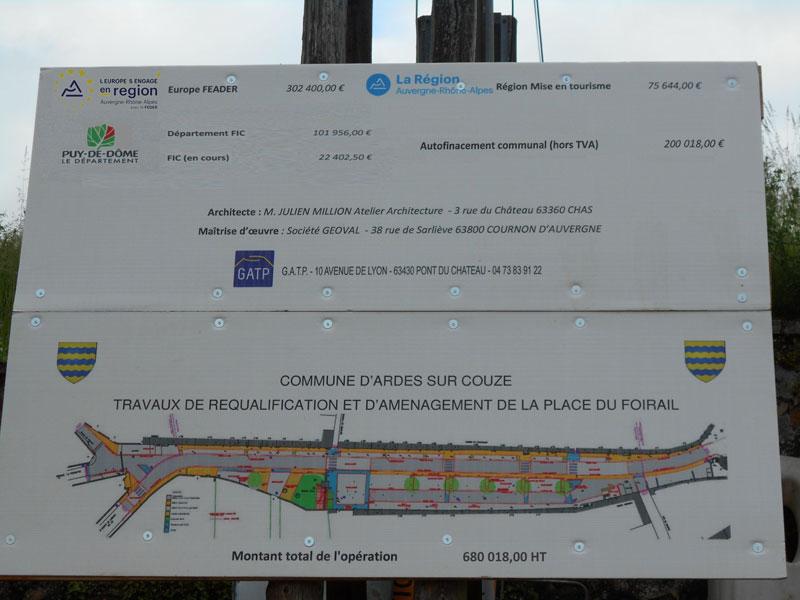 L'EUROPE S'ENGAGE
en region
Auvergne-Rhône-Alpes
avec le FEDER
Europe FEADER 302 400,00 €
La Région
Auvergne-Rhône-Alpes
Région Mise en tourisme 75 644,00 €
PUY-DE-DÔME
LE DÉPARTEMENT
Département FIC 101 956,00 €
FIC (en cours) 22 402,50 €
Autofinacement communal (hors TVA) 200 018,00 €
Architecte : M. JULIEN MILLION Atelier Architecture - 3 rue du Château 63360 CHAS
Maîtrise d'œuvre : Société GEOVAL - 38 rue de Sarliève 63800 COURNON D'AUVERGNE
GATP
G.A.T.P. - 10 AVENUE DE LYON - 63430 PONT DU CHATEAU - 04 73 83 91 22
COMMUNE D'ARDES SUR COUZE
TRAVAUX DE REQUALIFICATION ET D'AMENAGEMENT DE LA PLACE DU FOIRAIL
Montant total de l'opération 680 018,00 HT